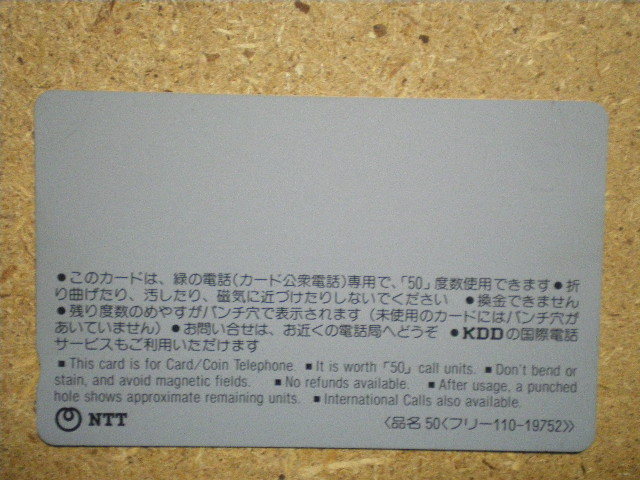 ●このカードは、緑の電話(カード公衆電話)専用で、「50」度数使用できます●折
り曲げたり、汚したり、磁気に近づけたりしないでください ●換金できません
●残り度数のめやすがパンチ穴で表示されます(未使用のカードにはパンチ穴が
あいていません)●お問い合せは、お近くの電話局へどうぞ ●KDDの国際電話
サービスもご利用いただけます
■ This card is for Card/Coin Telephone. ■ It is worth「50」call units. ■ Don't bend or
stain, and avoid magnetic fields. ■ No refunds available. ■ After usage, a punched
hole shows approximate remaining units. ■ International Calls also available.
NTT 〈品名 50《フリー110-19752》〉